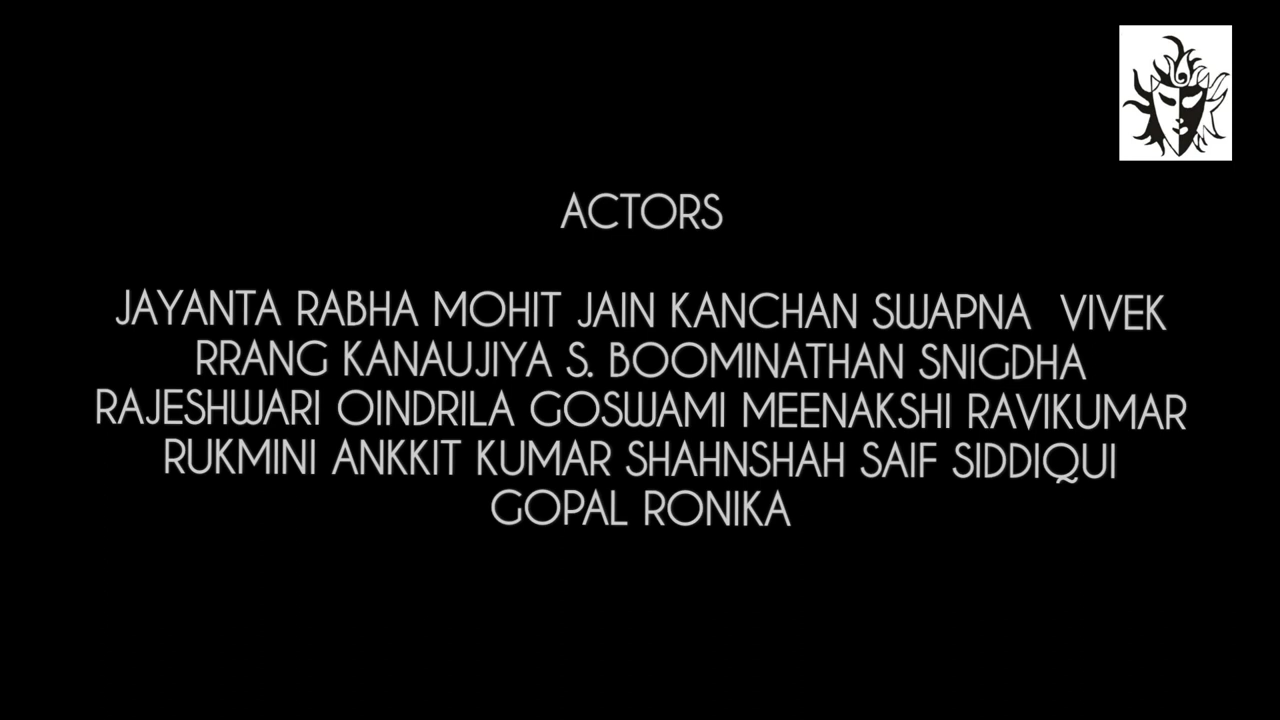 ACTORS
JAYANTA RABHA MOHIT JAIN KANCHAN SWAPNA  VIVEK
RRANG KANAUJIYA S. BOOMINATHAN SNIGDHA
RAJESHWARI OINDRILA GOSWAMI MEENAKSHI RAVIKUMAR
RUKMINI ANKKIT KUMAR SHAHNSHAH SAIF SIDDIQUI
GOPAL RONIKA